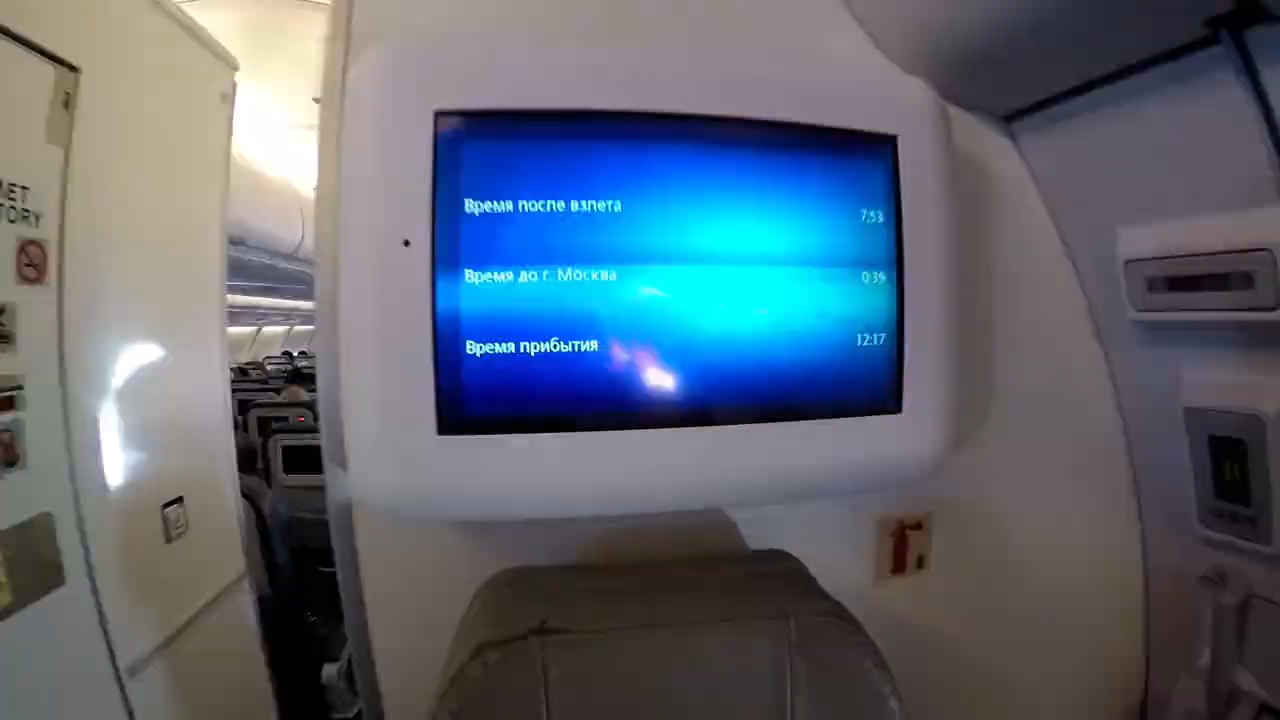 Время после взлета
7:53
Время до г. Москва
0:39
Время прибытия
12:17